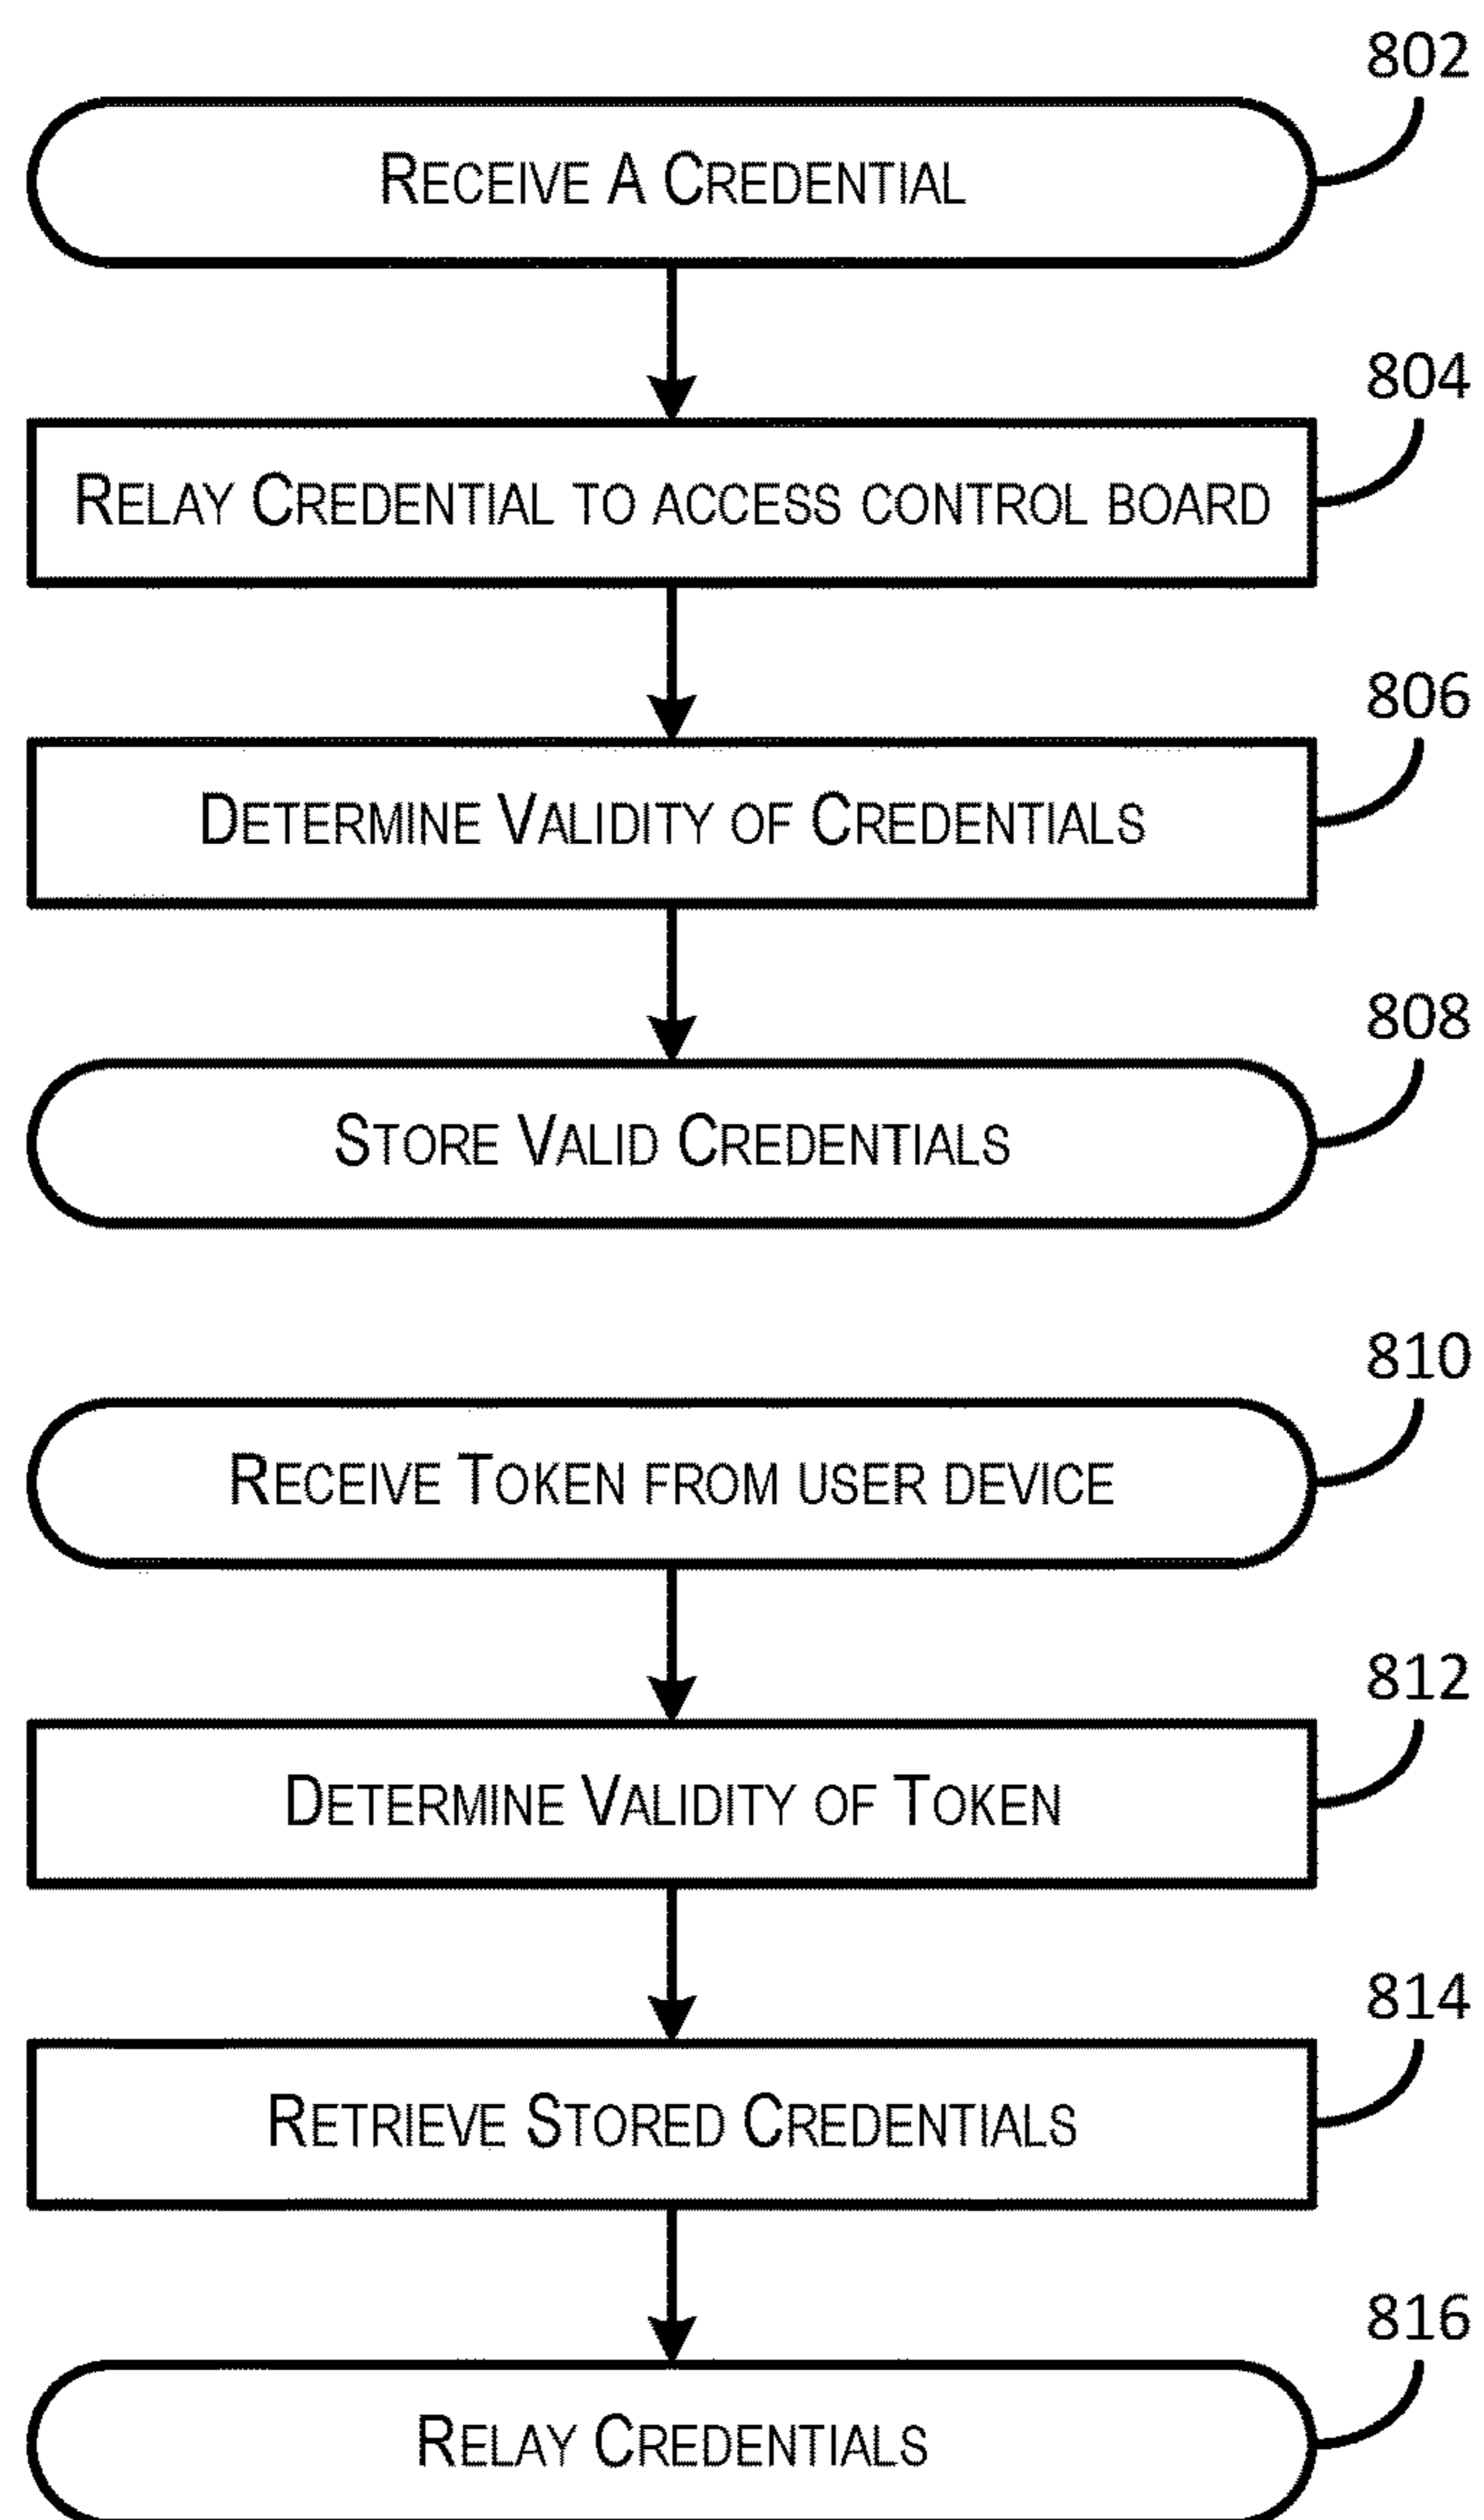 802
RECEIVE A CREDENTIAL
804
RELAY CREDENTIAL TO ACCESS CONTROL BOARD
806
DETERMINE VALIDITY OF CREDENTIALS
808
STORE VALID CREDENTIALS
810
RECEIVE TOKEN FROM USER DEVICE
812
DETERMINE VALIDITY OF TOKEN
814
RETRIEVE STORED CREDENTIALS
816
RELAY CREDENTIALS